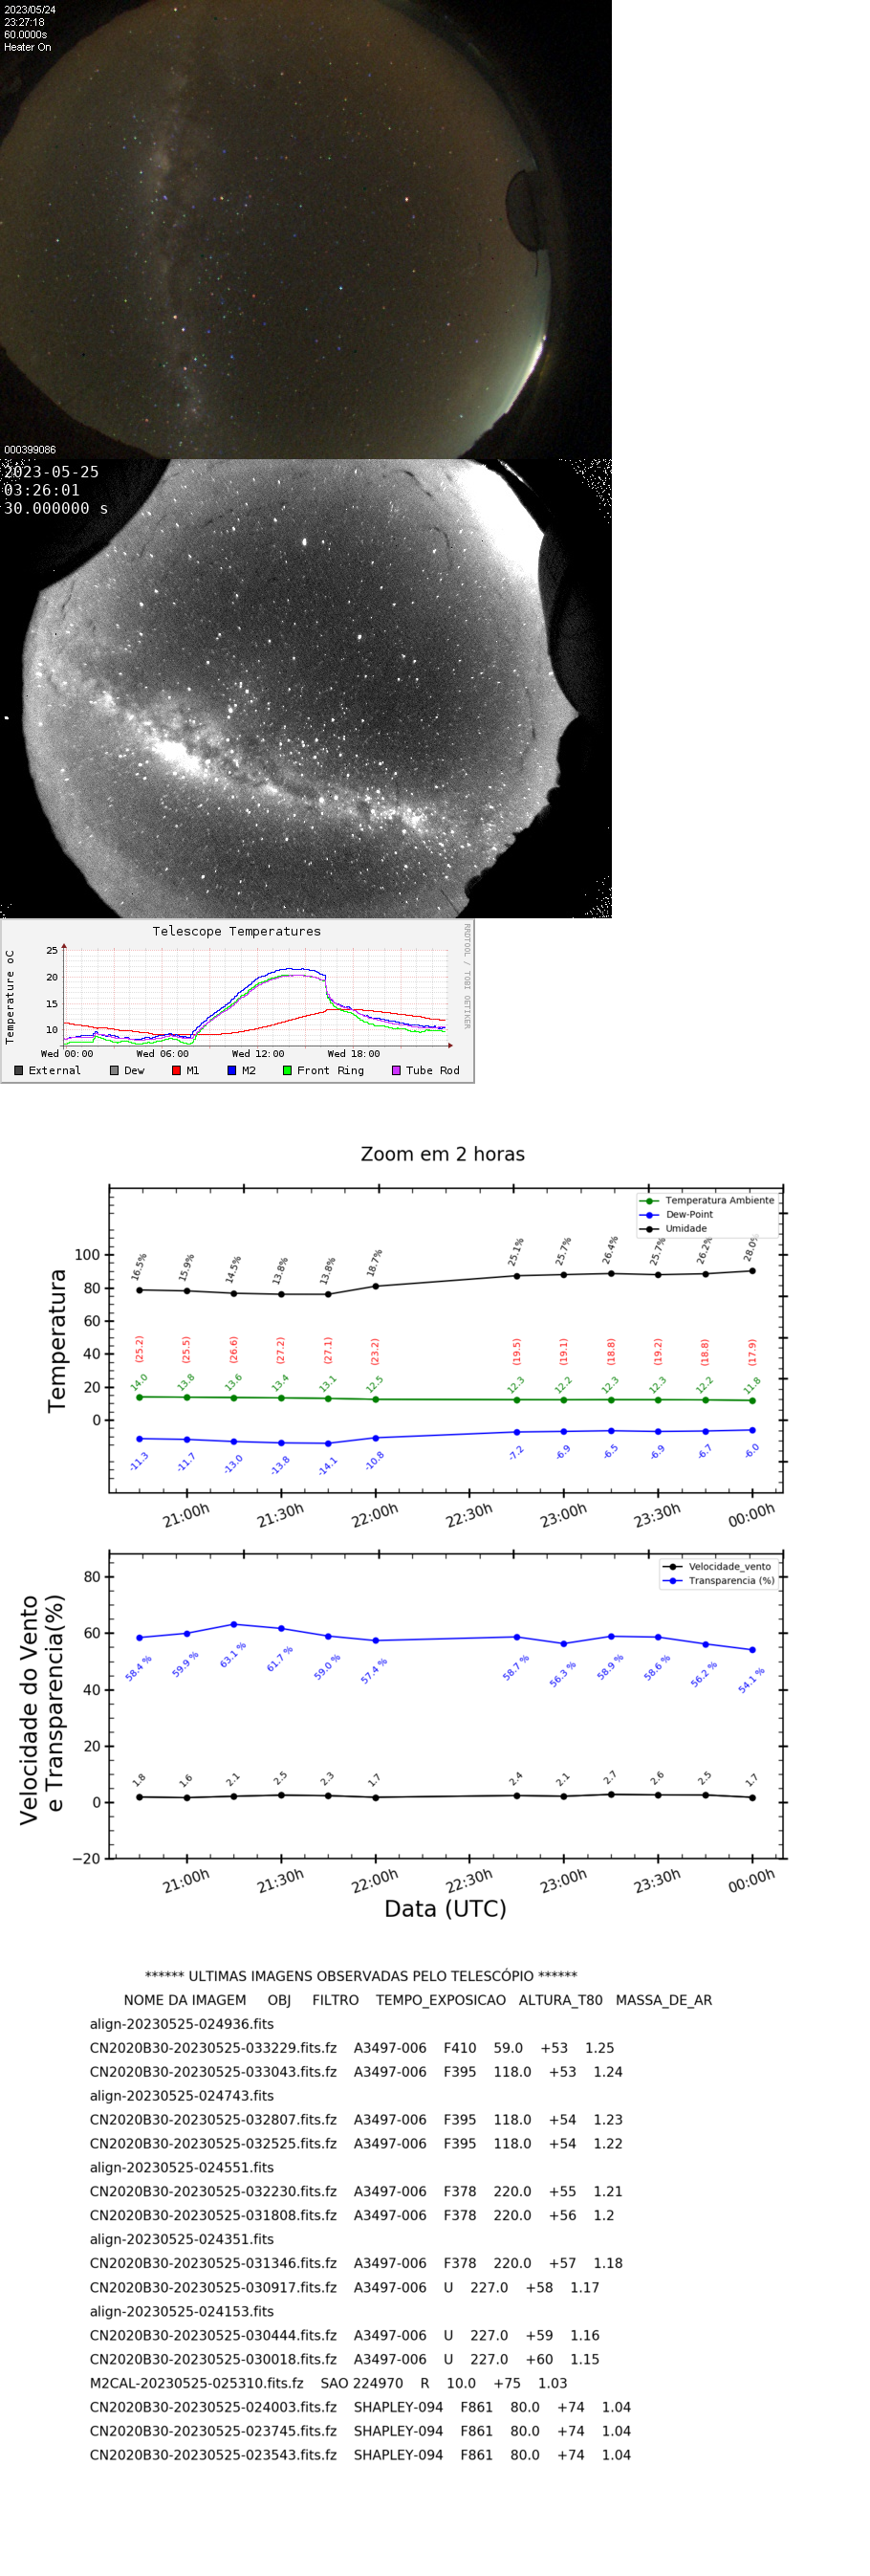 2023/05/24
23:27:18
60.0000s
Heater On
000399086
2023-05-25
03:26:01
30.000000 s
Telescope Temperatures
Temperature oC
RRDTOOL / TOBI OETIKER
25
20
15
10
Wed 00:00 Wed 06:00 Wed 12:00 Wed 18:00
External Dew M1 M2 Front Ring Tube Rod
Zoom em 2 horas
Temperatura Ambiente
Dew-Point
Umidade
Temperatura
100
80
60
40
20
0
16.5% 15.9% 14.5% 13.8% 13.8% 18.7% 25.1% 25.7% 26.4% 25.7% 26.2% 28.0%
(25.2) (25.5) (26.6) (27.2) (27.1) (23.2) (19.5) (19.1) (18.8) (19.2) (18.8) (17.9)
14.0 13.8 13.6 13.4 13.1 12.5 12.3 12.2 12.3 12.3 12.2 11.8
-11.3 -11.7 -13.0 -13.8 -14.1 -10.8 -7.2 -6.9 -6.5 -6.9 -6.7 -6.0
21:00h 21:30h 22:00h 22:30h 23:00h 23:30h 00:00h
Velocidade_vento
Transparencia (%)
Velocidade do Vento
e Transparencia(%)
80
60
40
20
0
−20
58.4 % 59.9 % 63.1 % 61.7 % 59.0 % 57.4 % 58.7 % 56.3 % 58.9 % 58.6 % 56.2 % 54.1 %
1.8 1.6 2.1 2.5 2.3 1.7 2.4 2.1 2.7 2.6 2.5 1.7
21:00h 21:30h 22:00h 22:30h 23:00h 23:30h 00:00h
Data (UTC)
****** ULTIMAS IMAGENS OBSERVADAS PELO TELESCÓPIO ******
NOME DA IMAGEM OBJ FILTRO TEMPO_EXPOSICAO ALTURA_T80 MASSA_DE_AR
align-20230525-024936.fits
CN2020B30-20230525-033229.fits.fz A3497-006 F410 59.0 +53 1.25
CN2020B30-20230525-033043.fits.fz A3497-006 F395 118.0 +53 1.24
align-20230525-024743.fits
CN2020B30-20230525-032807.fits.fz A3497-006 F395 118.0 +54 1.23
CN2020B30-20230525-032525.fits.fz A3497-006 F395 118.0 +54 1.22
align-20230525-024551.fits
CN2020B30-20230525-032230.fits.fz A3497-006 F378 220.0 +55 1.21
CN2020B30-20230525-031808.fits.fz A3497-006 F378 220.0 +56 1.2
align-20230525-024351.fits
CN2020B30-20230525-031346.fits.fz A3497-006 F378 220.0 +57 1.18
CN2020B30-20230525-030917.fits.fz A3497-006 U 227.0 +58 1.17
align-20230525-024153.fits
CN2020B30-20230525-030444.fits.fz A3497-006 U 227.0 +59 1.16
CN2020B30-20230525-030018.fits.fz A3497-006 U 227.0 +60 1.15
M2CAL-20230525-025310.fits.fz SAO 224970 R 10.0 +75 1.03
CN2020B30-20230525-024003.fits.fz SHAPLEY-094 F861 80.0 +74 1.04
CN2020B30-20230525-023745.fits.fz SHAPLEY-094 F861 80.0 +74 1.04
CN2020B30-20230525-023543.fits.fz SHAPLEY-094 F861 80.0 +74 1.04